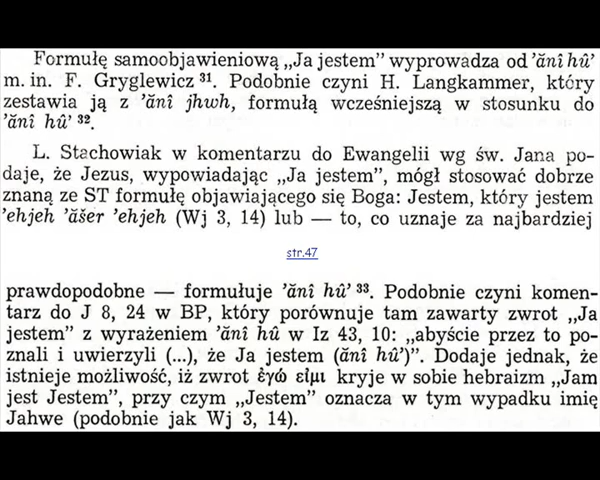 Formułę samoobjawieniową „Ja jestem” wyprowadza od ’ănî hû’
m. in. F. Gryglewicz ³¹. Podobnie czyni H. Langkammer, który
zestawia ją z ’ănî jhwh, formułą wcześniejszą w stosunku do
’ănî hû’ ³².
L. Stachowiak w komentarzu do Ewangelii wg św. Jana po-
daje, że Jezus, wypowiadając „Ja jestem”, mógł stosować dobrze
znaną ze ST formułę objawiającego się Boga: Jestem, który jestem
’ehjeh ’ăšer ’ehjeh (Wj 3, 14) lub — to, co uznaje za najbardziej
str.47
prawdopodobne — formułuje ’ănî hû’ ³³. Podobnie czyni komen-
tarz do J 8, 24 w BP, który porównuje tam zawarty zwrot „Ja
jestem” z wyrażeniem ’ănî hû w Iz 43, 10: „abyście przez to po-
znali i uwierzyli (...), że Ja jestem (ănî hû’)”. Dodaje jednak, że
istnieje możliwość, iż zwrot ἐγώ εἰμι kryje w sobie hebraizm „Jam
jest Jestem”, przy czym „Jestem” oznacza w tym wypadku imię
Jahwe (podobnie jak Wj 3, 14).